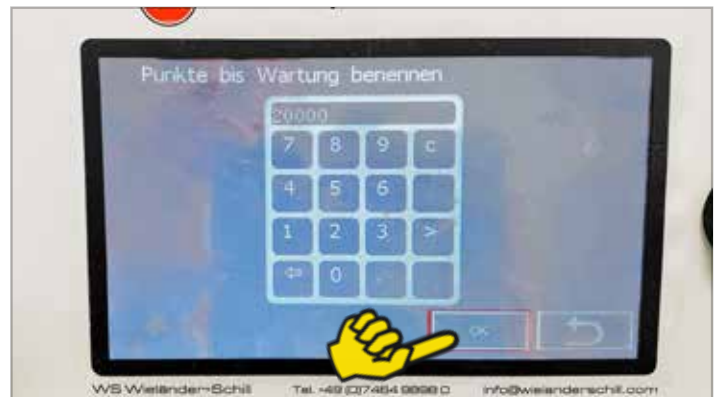 Punkte bis Wartung benennen
20000
7 8 9 c
4 5 6
1 2 3 >
⇦ 0 .
OK
WS Wieländer+Schill Tel. +49 (0)7464 9898 0 info@wielanderschill.com